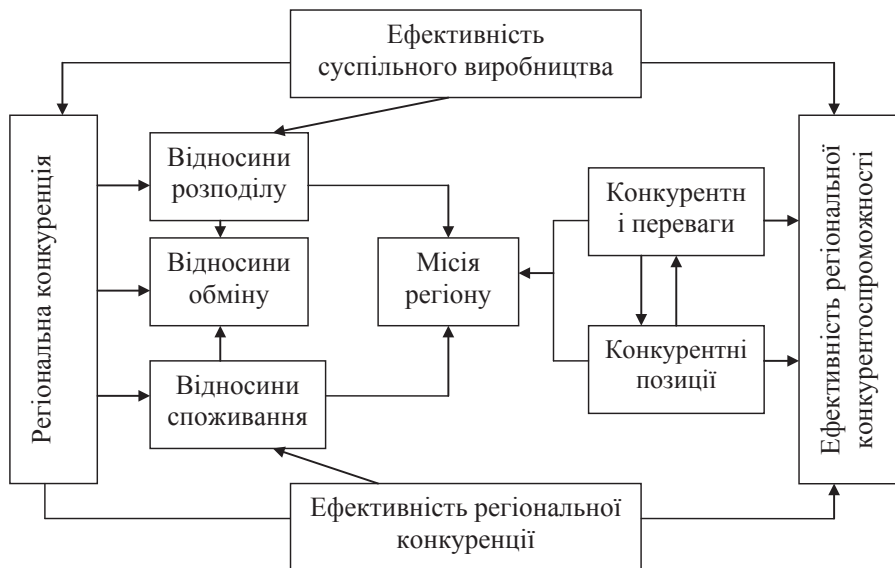 Ефективність
суспільного виробництва
Регіональна конкуренція
Відносини
розподілу
Відносини
обміну
Відносини
споживання
Місія
регіону
Конкурентн
і переваги
Конкурентні
позиції
Ефективність регіональної
конкурентоспроможності
Ефективність регіональної
конкуренції